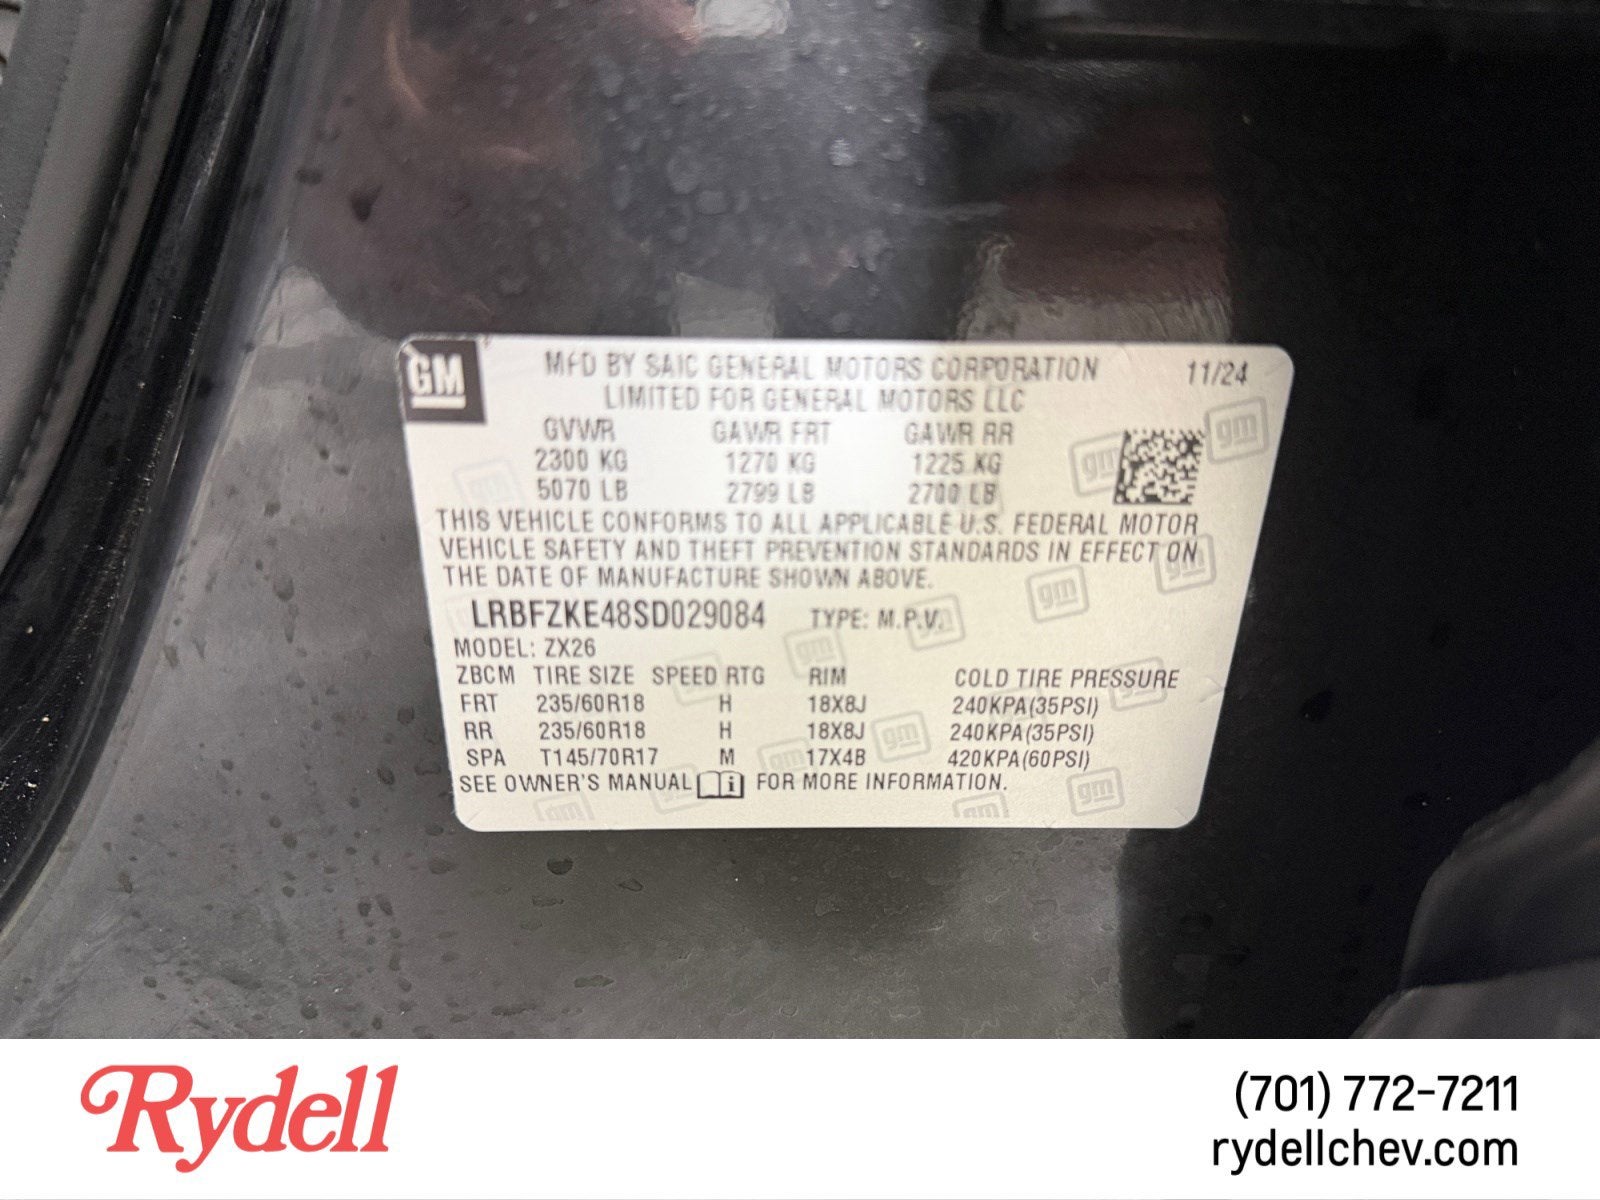 GM
MFD BY SAIC GENERAL MOTORS CORPORATION 11/24
LIMITED FOR GENERAL MOTORS LLC
GVWR GAWR FRT GAWR RR
2300 KG 1270 KG 1225 KG
5070 LB 2799 LB 2700 LB
THIS VEHICLE CONFORMS TO ALL APPLICABLE U.S. FEDERAL MOTOR
VEHICLE SAFETY AND THEFT PREVENTION STANDARDS IN EFFECT ON
THE DATE OF MANUFACTURE SHOWN ABOVE.
LRBFZKE48SD029084 TYPE: M.P.V.
MODEL: ZX26
ZBCM TIRE SIZE SPEED RTG RIM COLD TIRE PRESSURE
FRT 235/60R18 H 18X8J 240KPA(35PSI)
RR 235/60R18 H 18X8J 240KPA(35PSI)
SPA T145/70R17 M 17X4B 420KPA(60PSI)
SEE OWNER'S MANUAL i FOR MORE INFORMATION.
Rydell
(701) 772-7211
rydellchev.com